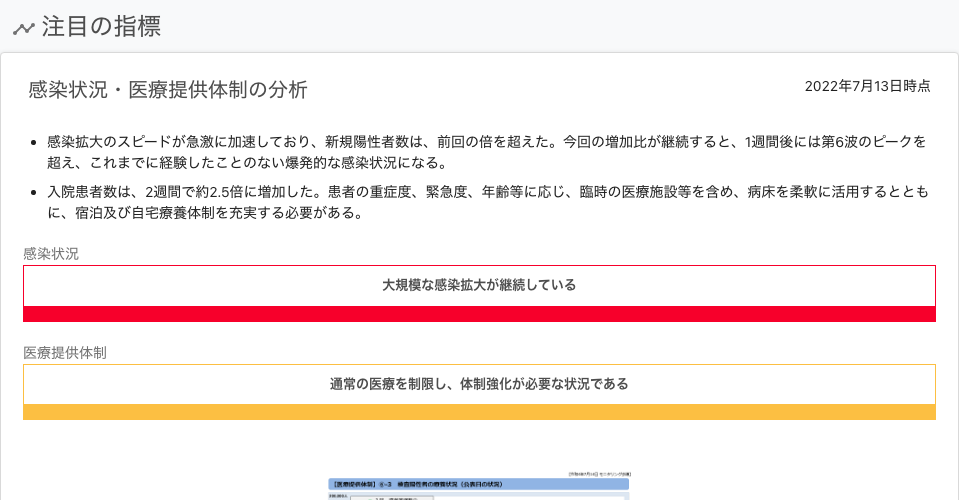 注目の指標
感染状況・医療提供体制の分析
2022年7月13日時点
感染拡大のスピードが急激に加速しており、新規陽性者数は、前回の倍を超えた。今回の増加比が継続すると、1週間後には第6波のピークを
超え、これまでに経験したことのない爆発的な感染状況になる。
入院患者数は、2週間で約2.5倍に増加した。患者の重症度、緊急度、年齢等に応じ、臨時の医療施設等を含め、病床を柔軟に活用するととも
に、宿泊及び自宅療養体制を充実する必要がある。
感染状況
大規模な感染拡大が継続している
医療提供体制
通常の医療を制限し、体制強化が必要な状況である